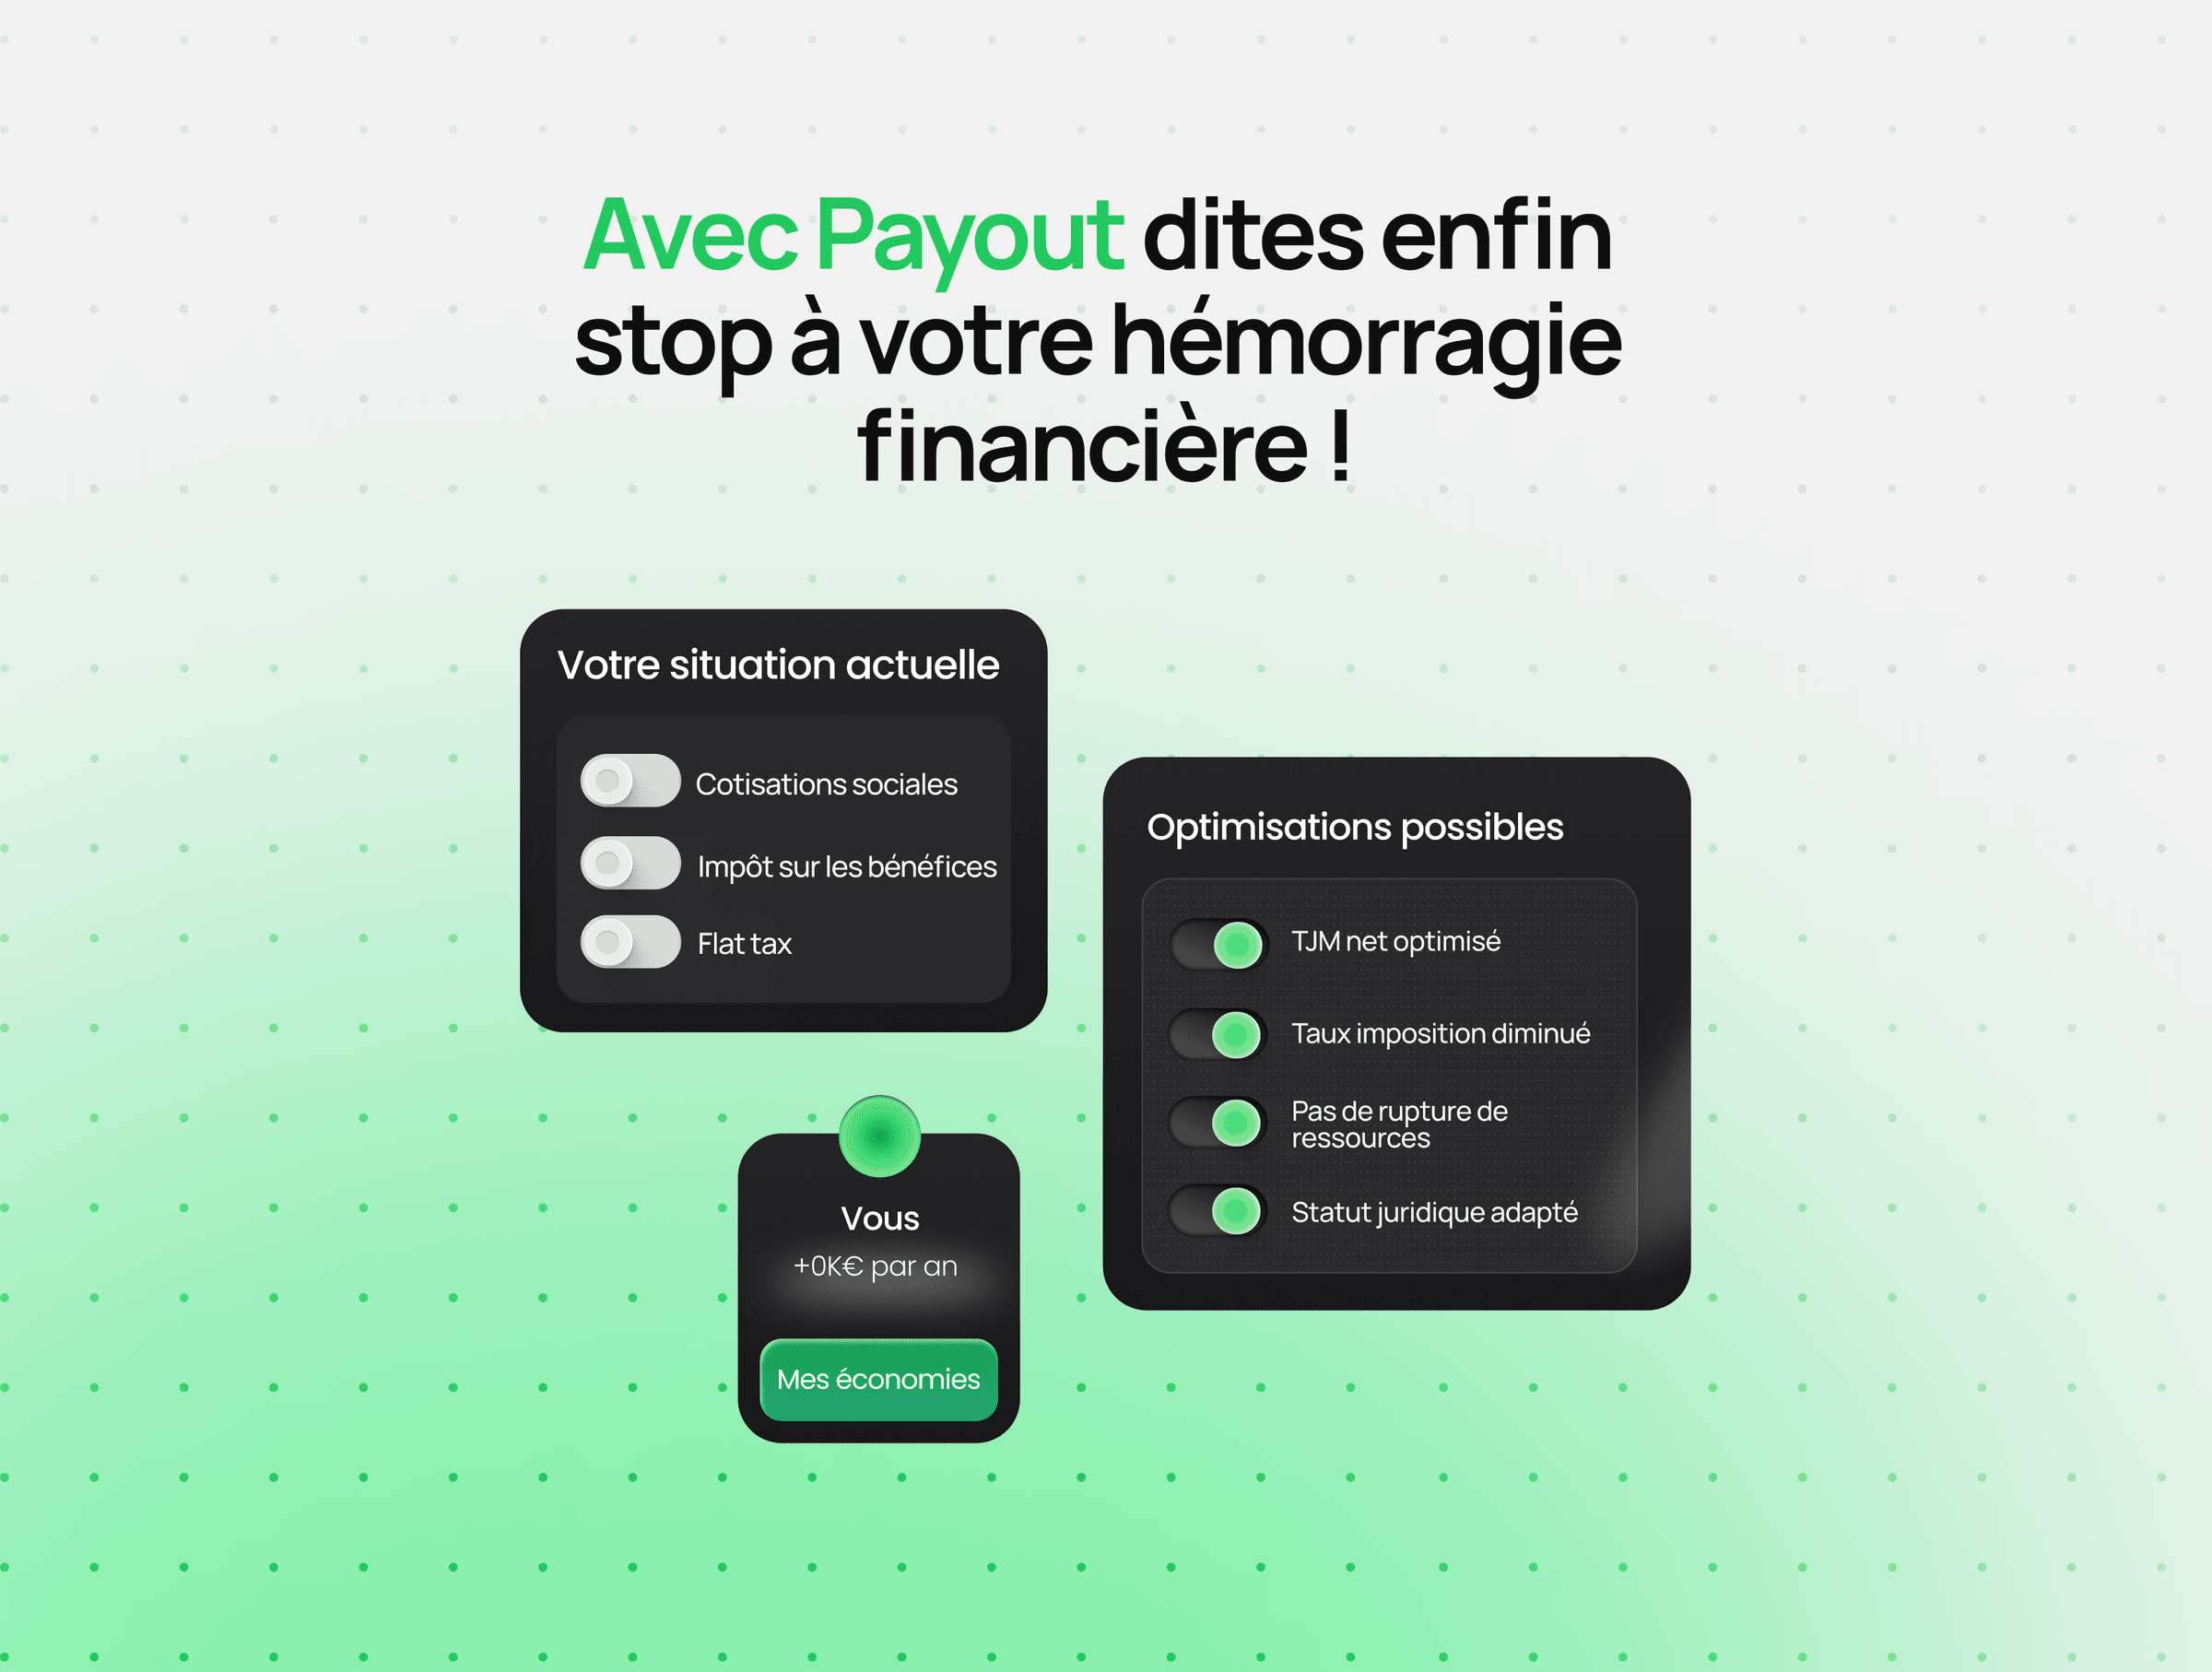 Avec Payout dites enfin
stop à votre hémorragie
financière !
Votre situation actuelle
Cotisations sociales
Impôt sur les bénéfices
Flat tax
Optimisations possibles
TJM net optimisé
Taux imposition diminué
Pas de rupture de
ressources
Statut juridique adapté
Vous
+0K€ par an
Mes économies